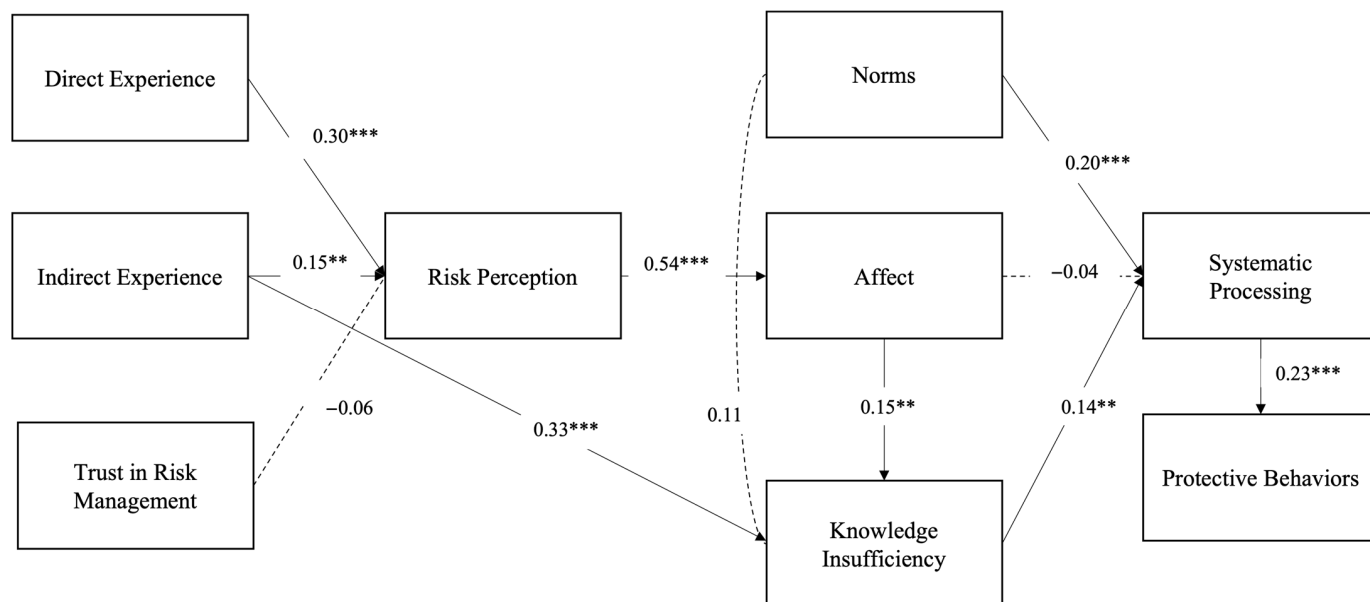 Direct Experience
Norms
0.30***
0.20***
Indirect Experience
0.15**
Risk Perception
0.54***
Affect
−0.04
Systematic
Processing
0.23***
−0.06
0.33***
0.11
0.15**
0.14**
Trust in Risk
Management
Protective Behaviors
Knowledge
Insufficiency